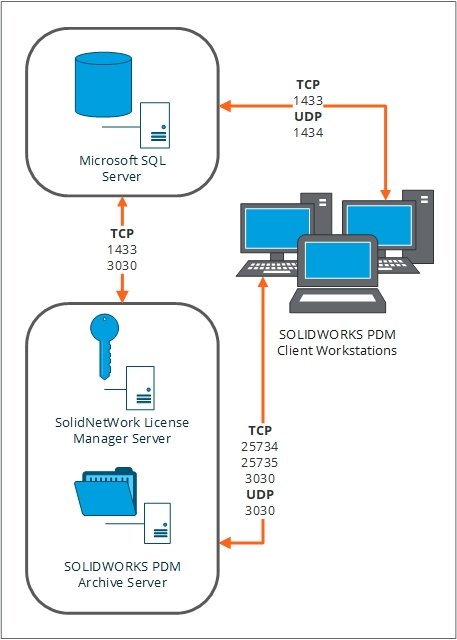 TCP
1433
UDP
1434
Microsoft SQL
Server
TCP
1433
3030
SOLIDWORKS PDM
Client Workstations
SolidNetWork License
Manager Server
TCP
25734
25735
3030
UDP
3030
SOLIDWORKS PDM
Archive Server